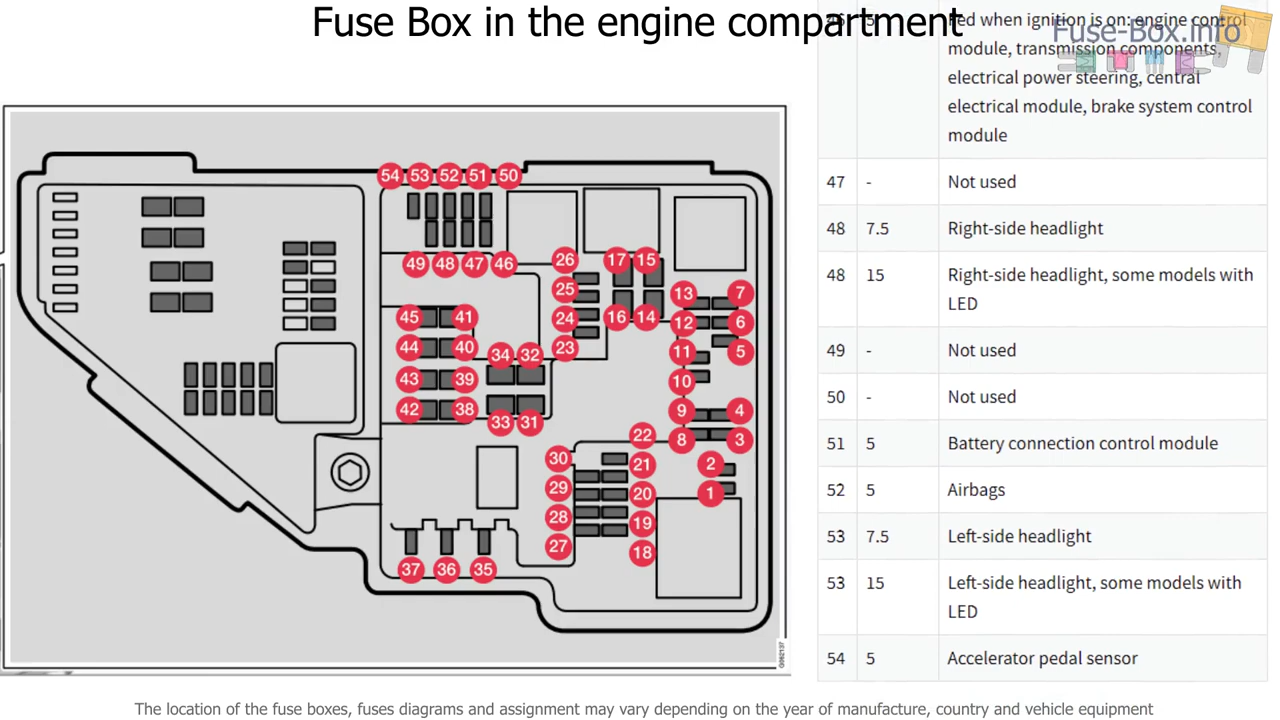 Fuse Box in the engine compartment
Fuse-Box.info
46 5 Fed when ignition is on: engine control
module, transmission components,
electrical power steering, central
electrical module, brake system control
module
47 - Not used
48 7.5 Right-side headlight
48 15 Right-side headlight, some models with
LED
49 - Not used
50 - Not used
51 5 Battery connection control module
52 5 Airbags
53 7.5 Left-side headlight
53 15 Left-side headlight, some models with
LED
54 5 Accelerator pedal sensor
54 53 52 51 50
49 48 47 46
26 17 15
25
13 7
24 16 14
12 6
45 41
44 40 34 32 23
11 5
43 39
10
42 38
9 4
33 31
22 8 3
30 21 2
29 20 1
28 19
27 18
37 36 35
G062137
The location of the fuse boxes, fuses diagrams and assignment may vary depending on the year of manufacture, country and vehicle equipment